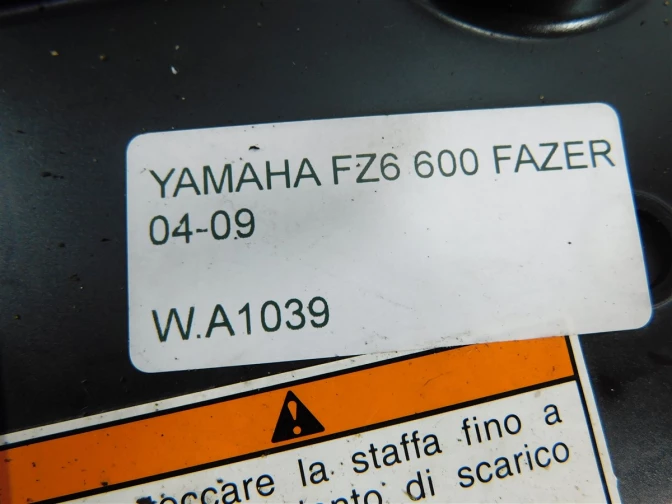 YAMAHA FZ6 600 FAZER
04-09
W.A1039
la staffa fino a
di scarico